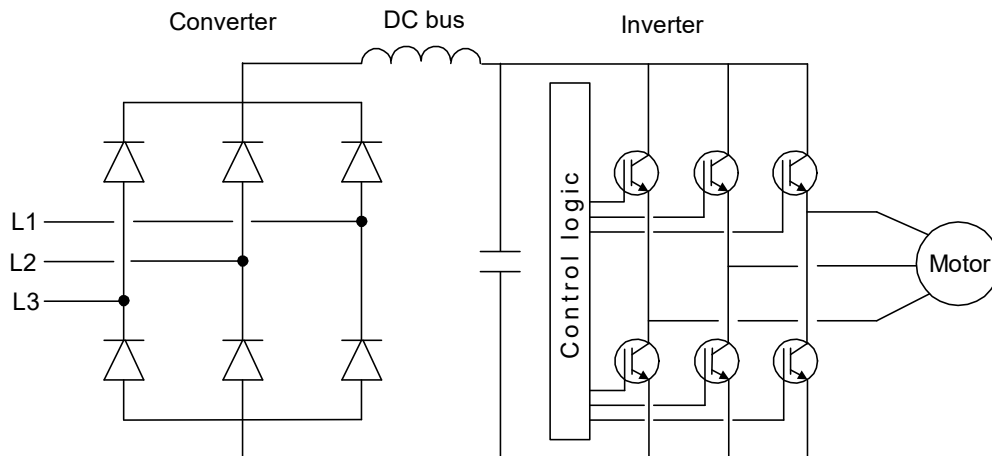 Converter
DC bus
Inverter
L1
L2
L3
Control logic
Motor